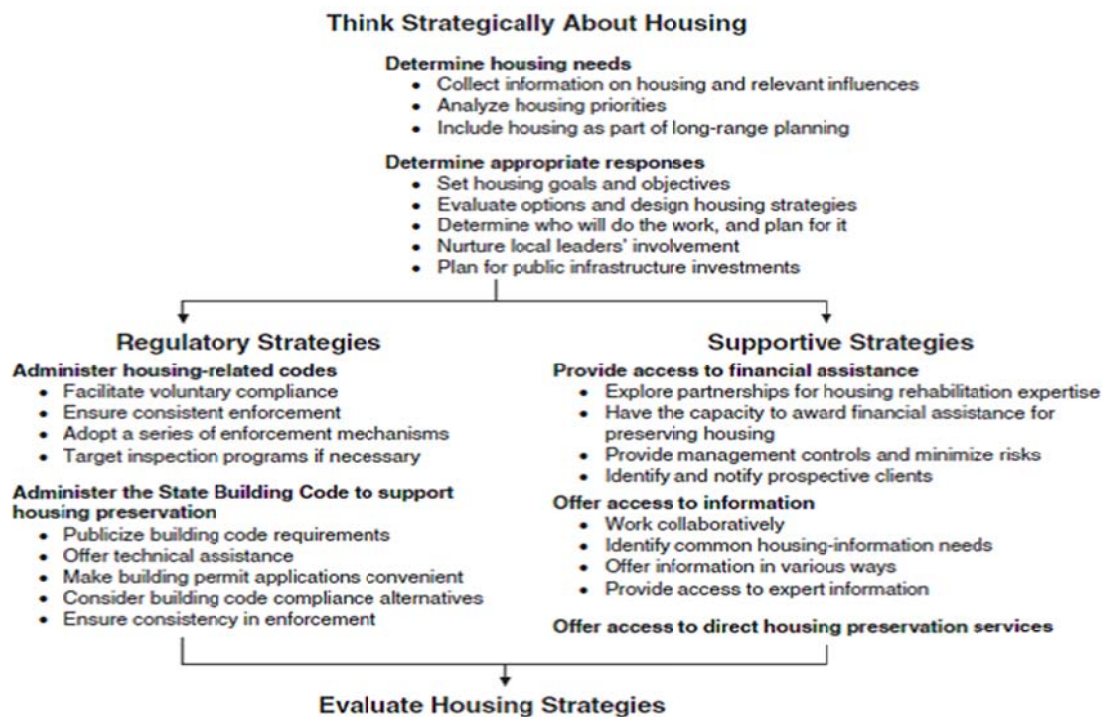 Think Strategically About Housing
Determine housing needs
• Collect information on housing and relevant influences
• Analyze housing priorities
• Include housing as part of long-range planning
Determine appropriate responses
• Set housing goals and objectives
• Evaluate options and design housing strategies
• Determine who will do the work, and plan for it
• Nurture local leaders' involvement
• Plan for public infrastructure investments
Regulatory Strategies
Administer housing-related codes
• Facilitate voluntary compliance
• Ensure consistent enforcement
• Adopt a series of enforcement mechanisms
• Target inspection programs if necessary
Administer the State Building Code to support
housing preservation
• Publicize building code requirements
• Offer technical assistance
• Make building permit applications convenient
• Consider building code compliance alternatives
• Ensure consistency in enforcement
Supportive Strategies
Provide access to financial assistance
• Explore partnerships for housing rehabilitation expertise
• Have the capacity to award financial assistance for
preserving housing
• Provide management controls and minimize risks
• Identify and notify prospective clients
Offer access to information
• Work collaboratively
• Identify common housing-information needs
• Offer information in various ways
• Provide access to expert information
Offer access to direct housing preservation services
Evaluate Housing Strategies